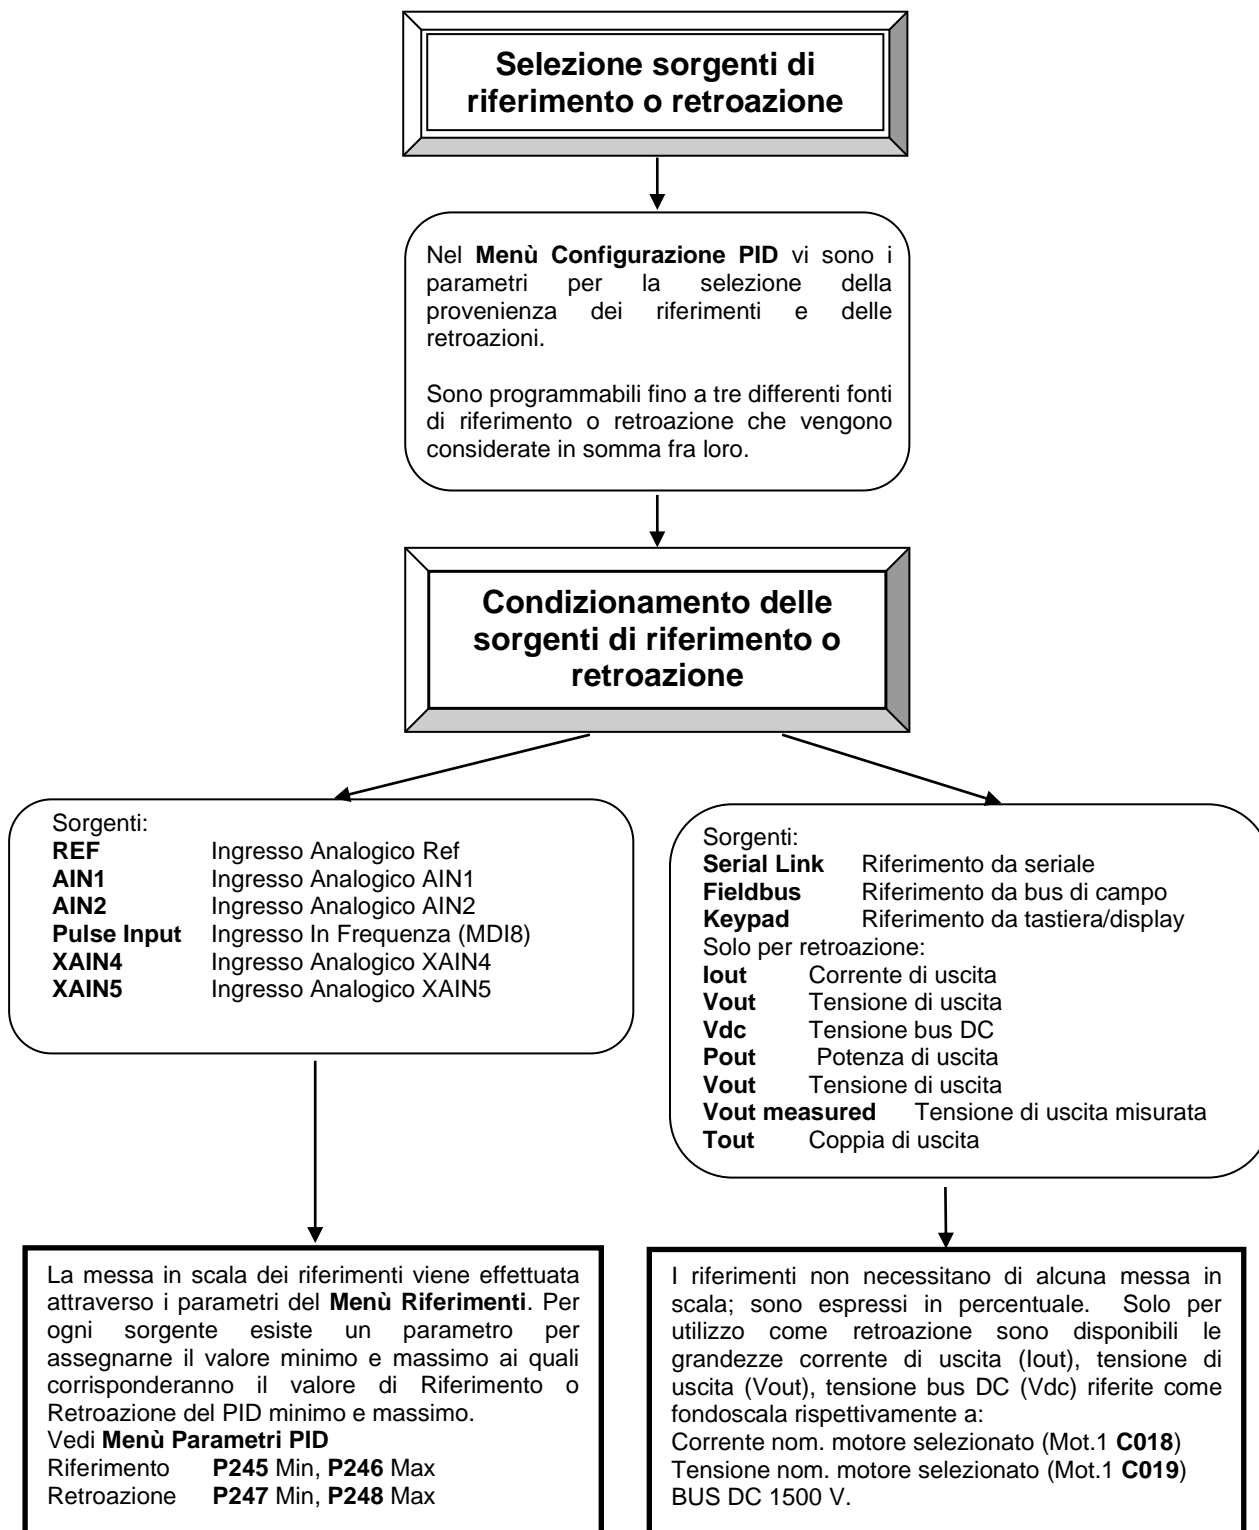 Selezione sorgenti di
riferimento o retroazione
Nel Menù Configurazione PID vi sono i
parametri per la selezione della
provenienza dei riferimenti e delle
retroazioni.
Sono programmabili fino a tre differenti fonti
di riferimento o retroazione che vengono
considerate in somma fra loro.
Condizionamento delle
sorgenti di riferimento o
retroazione
Sorgenti:
REF Ingresso Analogico Ref
AIN1 Ingresso Analogico AIN1
AIN2 Ingresso Analogico AIN2
Pulse Input Ingresso In Frequenza (MDI8)
XAIN4 Ingresso Analogico XAIN4
XAIN5 Ingresso Analogico XAIN5
Sorgenti:
Serial Link Riferimento da seriale
Fieldbus Riferimento da bus di campo
Keypad Riferimento da tastiera/display
Solo per retroazione:
Iout Corrente di uscita
Vout Tensione di uscita
Vdc Tensione bus DC
Pout Potenza di uscita
Vout Tensione di uscita
Vout measured Tensione di uscita misurata
Tout Coppia di uscita
La messa in scala dei riferimenti viene effettuata
attraverso i parametri del Menù Riferimenti. Per
ogni sorgente esiste un parametro per
assegnarne il valore minimo e massimo ai quali
corrisponderanno il valore di Riferimento o
Retroazione del PID minimo e massimo.
Vedi Menù Parametri PID
Riferimento P245 Min, P246 Max
Retroazione P247 Min, P248 Max
I riferimenti non necessitano di alcuna messa in
scala; sono espressi in percentuale. Solo per
utilizzo come retroazione sono disponibili le
grandezze corrente di uscita (Iout), tensione di
uscita (Vout), tensione bus DC (Vdc) riferite come
fondoscala rispettivamente a:
Corrente nom. motore selezionato (Mot.1 C018)
Tensione nom. motore selezionato (Mot.1 C019)
BUS DC 1500 V.